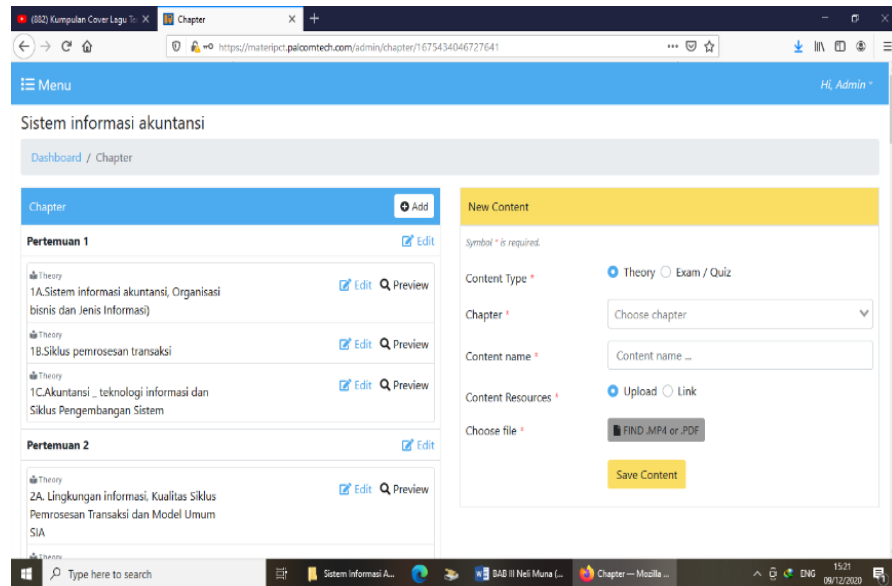 (882) Kumpulan Cover Lagu Te
Chapter
https://materipct.palcomtech.com/admin/chapter/1675434046727641
Menu
Hi, Admin
Sistem informasi akuntansi
Dashboard / Chapter
Chapter
Add
Pertemuan 1
Edit
Theory
1A.Sistem informasi akuntansi, Organisasi
bisnis dan Jenis Informasi)
Edit Preview
Theory
1B.Siklus pemrosesan transaksi
Edit Preview
Theory
1C.Akuntansi _ teknologi informasi dan
Siklus Pengembangan Sistem
Edit Preview
Pertemuan 2
Edit
Theory
2A. Lingkungan informasi, Kualitas Siklus
Pemrosesan Transaksi dan Model Umum
SIA
Edit Preview
Theory
New Content
Symbol * is required.
Content Type *
Theory Exam / Quiz
Chapter *
Choose chapter
Content name *
Content name ...
Content Resources *
Upload Link
Choose file *
FIND .MP4 or .PDF
Save Content
Type here to search
Sistem Informasi A...
BAB III Neli Muna (...
Chapter — Mozilla ...
ENG
15:21
09/12/2020